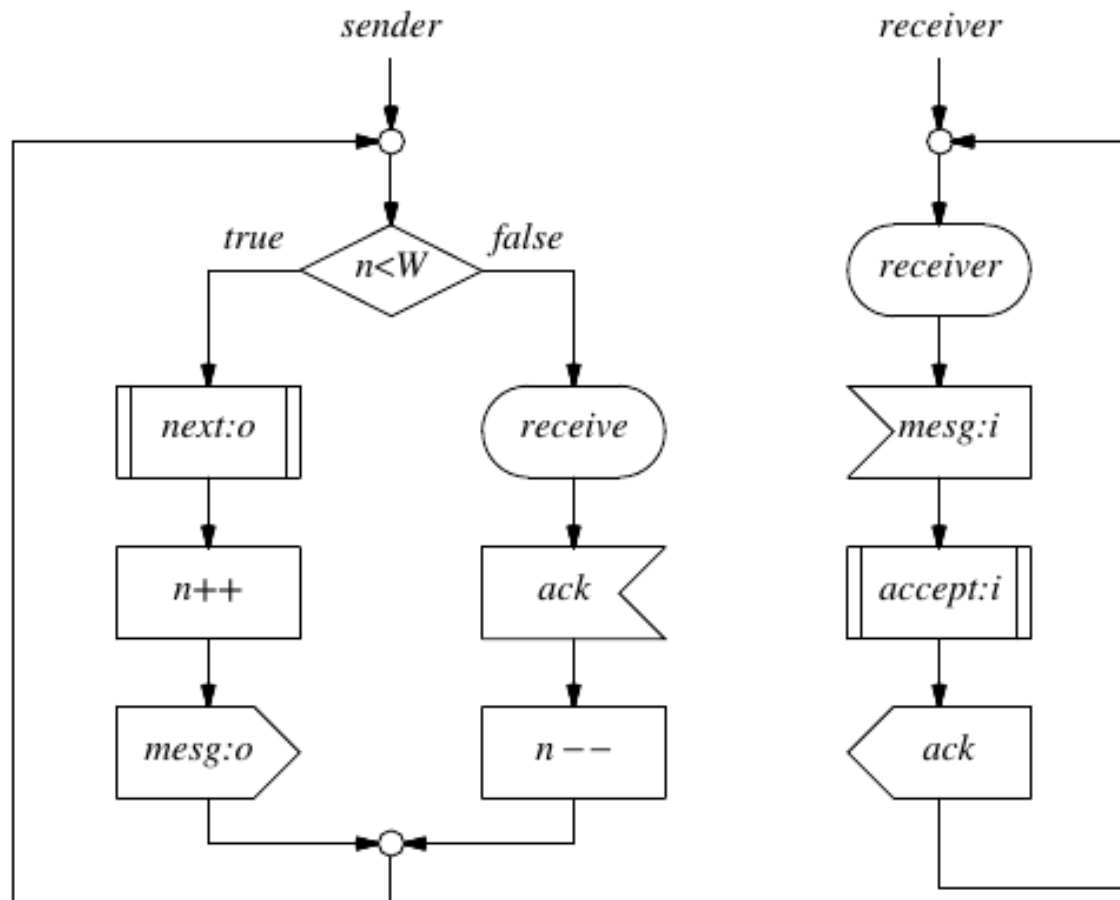 sender
receiver
true
false
n<W
receiver
next:o
receive
mesg:i
n++
ack
accept:i
mesg:o
n--
ack